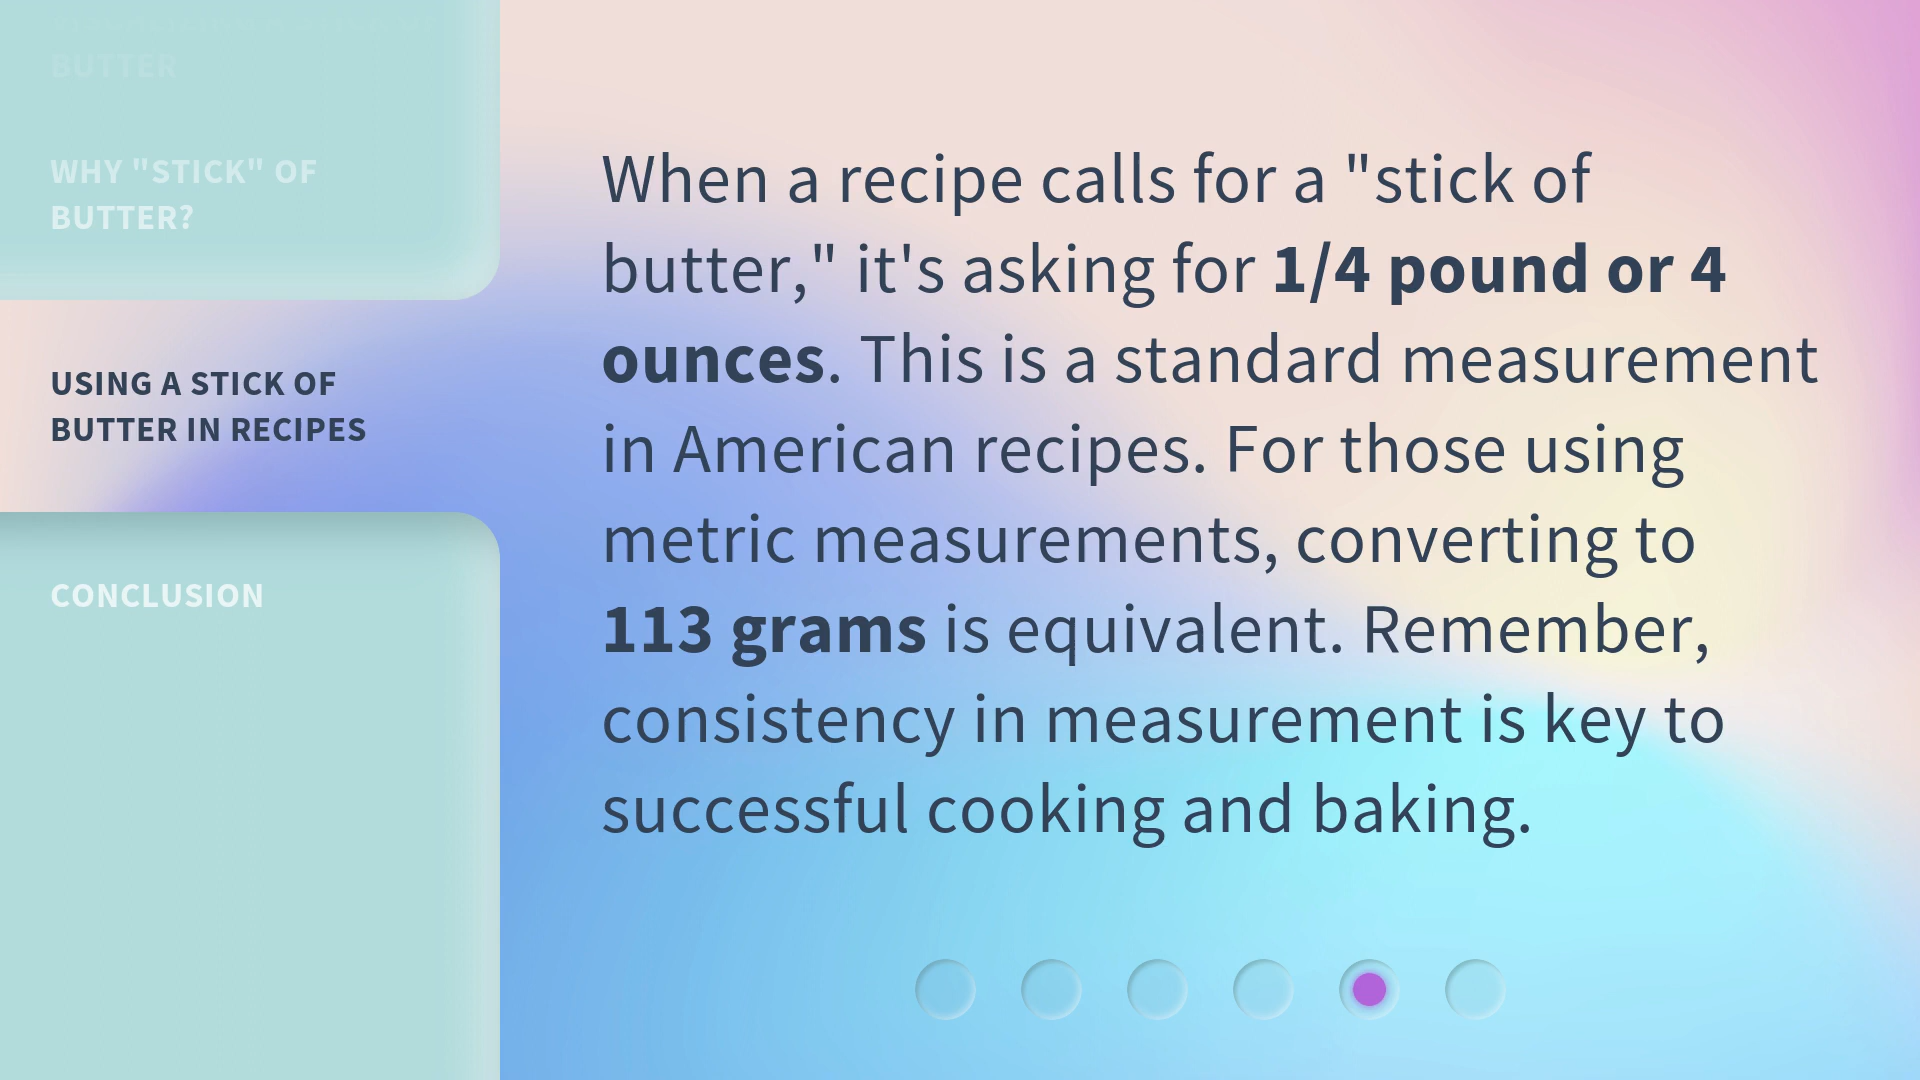 BUTTER
WHY "STICK" OF
BUTTER?
USING A STICK OF
BUTTER IN RECIPES
CONCLUSION
When a recipe calls for a "stick of
butter," it's asking for 1/4 pound or 4
ounces. This is a standard measurement
in American recipes. For those using
metric measurements, converting to
113 grams is equivalent. Remember,
consistency in measurement is key to
successful cooking and baking.